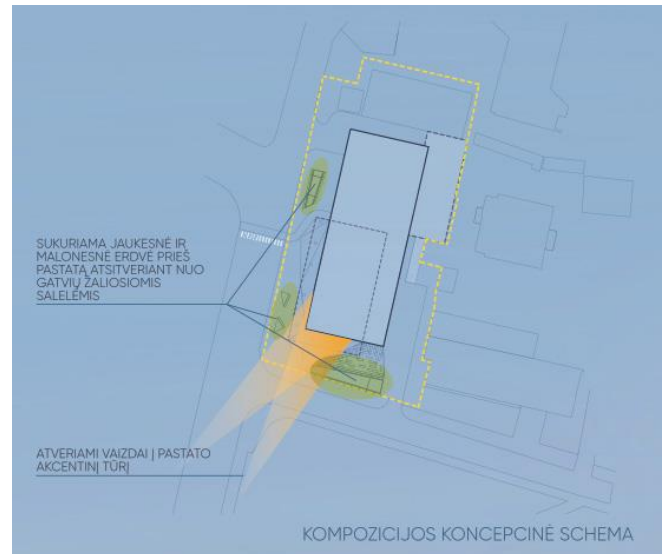 SUKURIAMA JAUKESNĖ IR
MALONESNĖ ERDVĖ PRIEŠ
PASTATĄ ATSITVERIANT NUO
GATVIŲ ŽALIOSIOMIS
SALELĖMIS
ATVERIAMI VAIZDAI Į PASTATO
AKCENTINĮ TŪRĮ
KOMPOZICIJOS KONCEPCINĖ SCHEMA